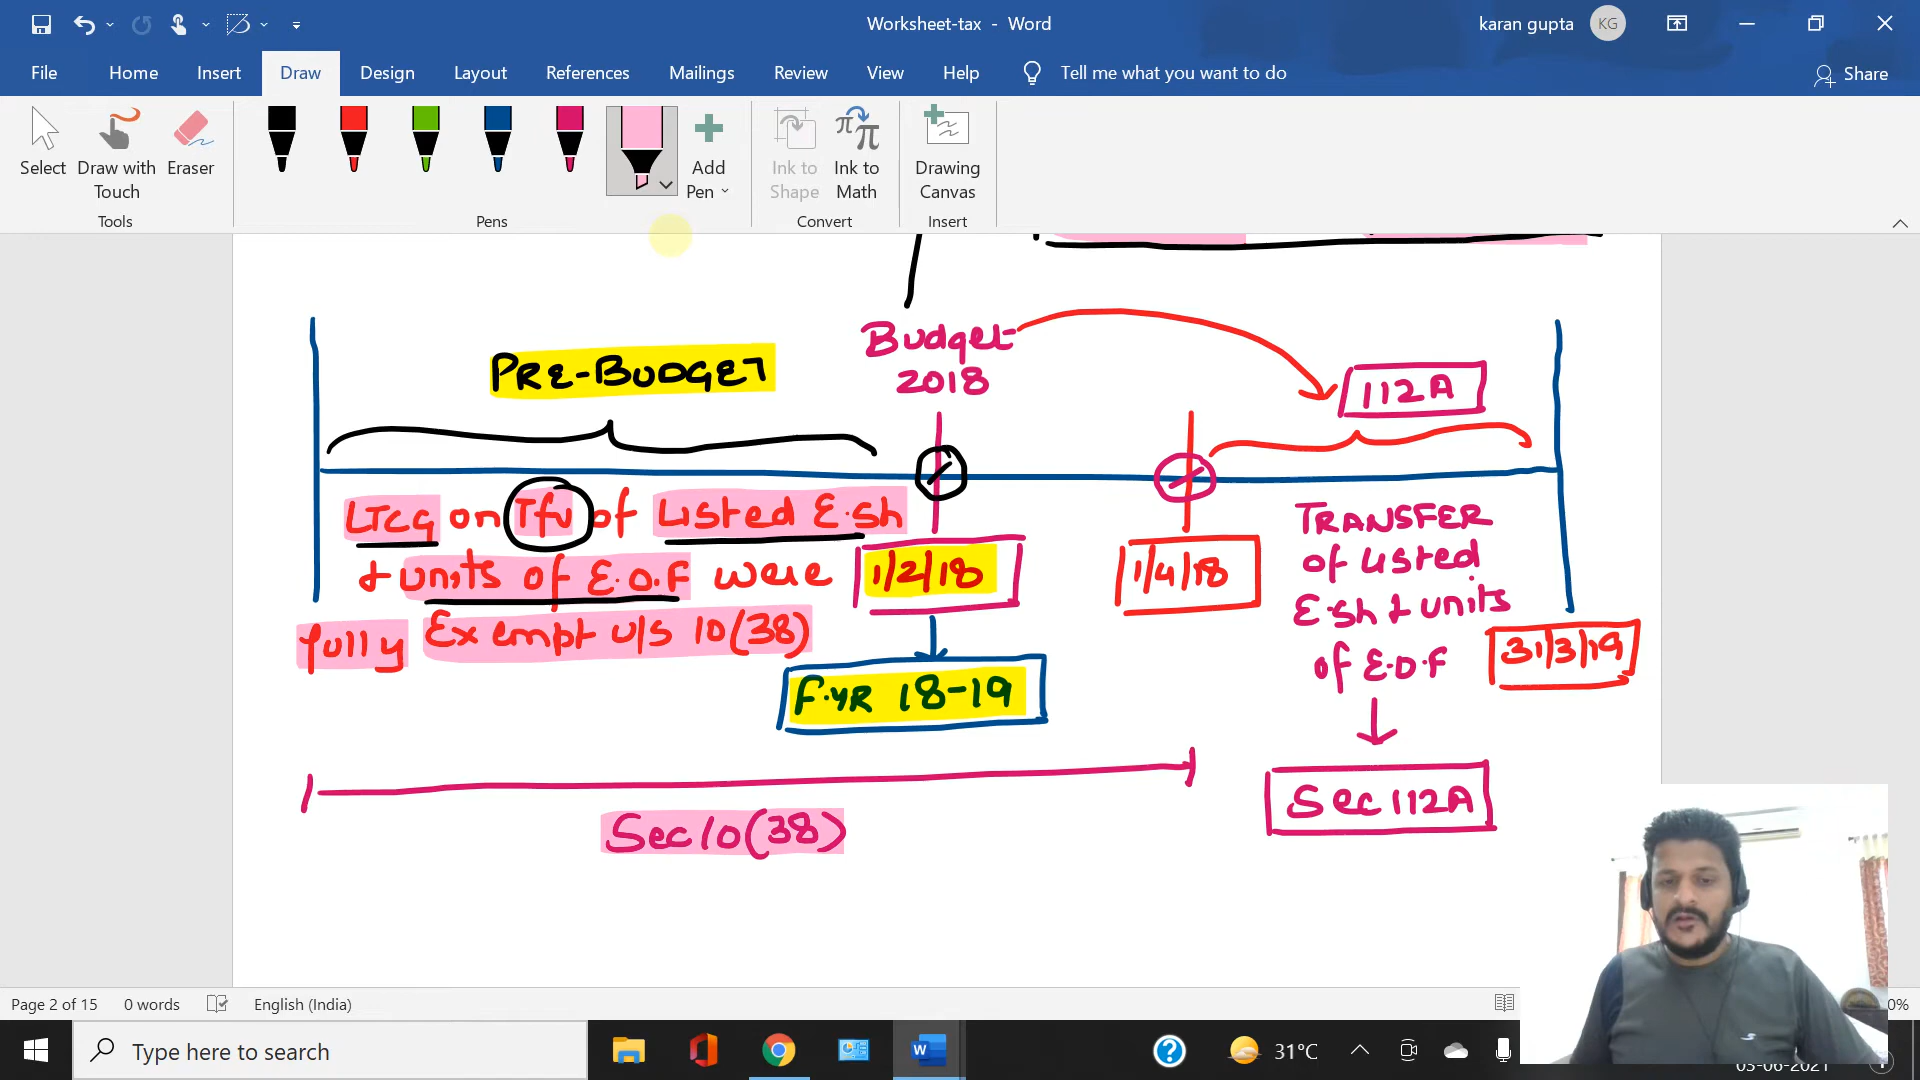 Worksheet-tax - Word
karan gupta
KG
File
Home
Insert
Draw
Design
Layout
References
Mailings
Review
View
Help
Tell me what you want to do
Share
Select
Draw with Touch
Eraser
Add Pen
Ink to Shape
Ink to Math
Drawing Canvas
Tools
Pens
Convert
Insert
Budget
2018
PRE-BUDGET
112A
LTCG on Tfr of Listed E.sh
+ units of E.O.F were
fully Exempt u/s 10(38)
1/2/18
1/4/18
F.yR 18-19
TRANSFER
of Listed
E.sh + units
of E.O.F
31/3/19
Sec 10(38)
Sec 112A
Page 2 of 15
0 words
English (India)
0%
Type here to search
31°C
03-06-2021